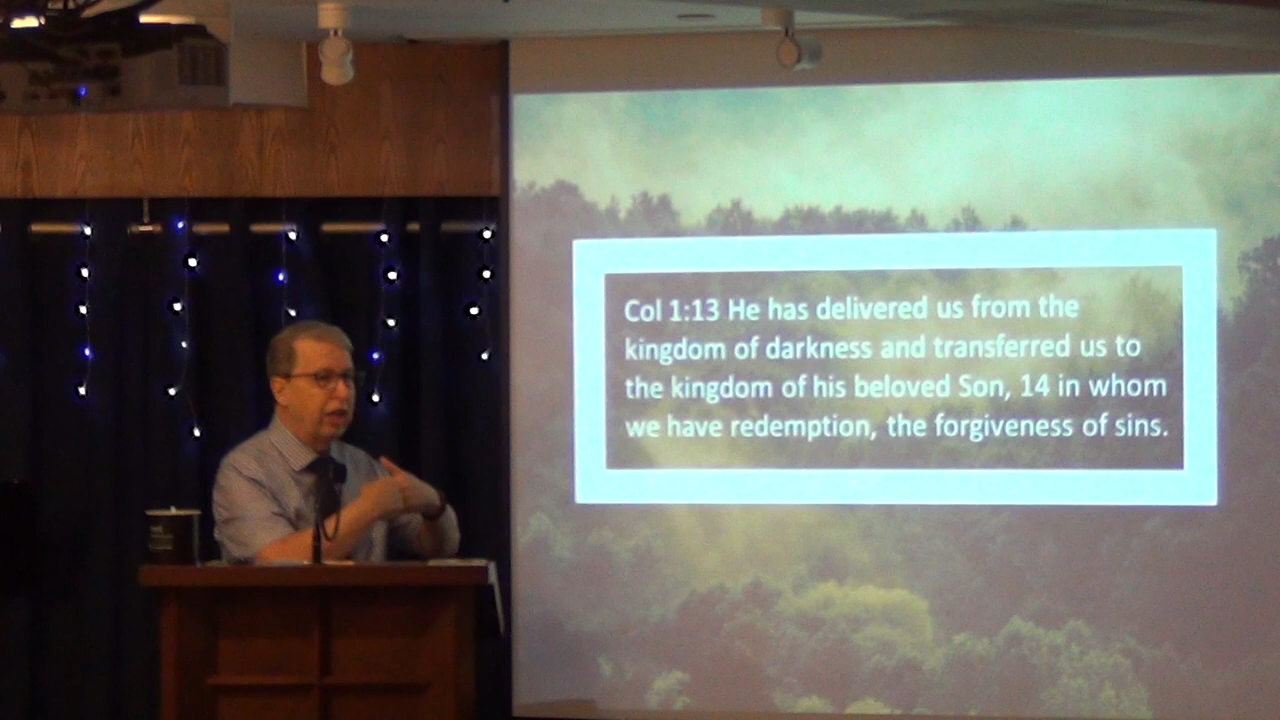 Col 1:13 He has delivered us from the
kingdom of darkness and transferred us to
the kingdom of his beloved Son, 14 in whom
we have redemption, the forgiveness of sins.